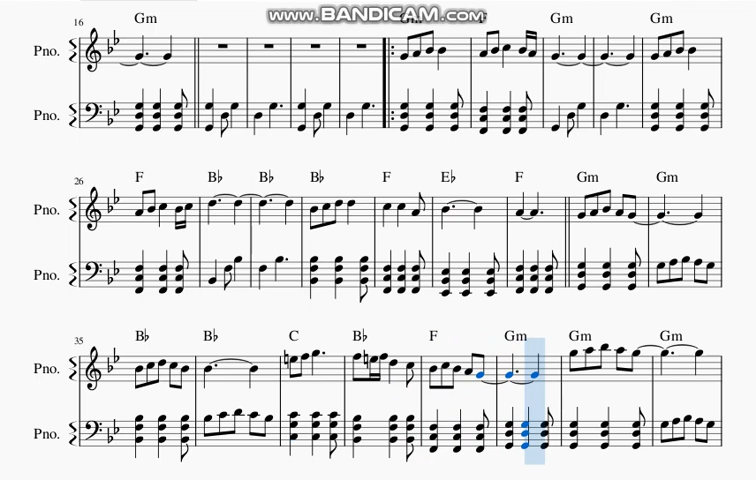 www.BANDICAM.com
16 Gm Gm F Gm Gm
Pno.
Pno.
26 F B♭ B♭ B♭ F E♭ F Gm Gm
Pno.
Pno.
35 B♭ B♭ C B♭ F Gm Gm Gm
Pno.
Pno.